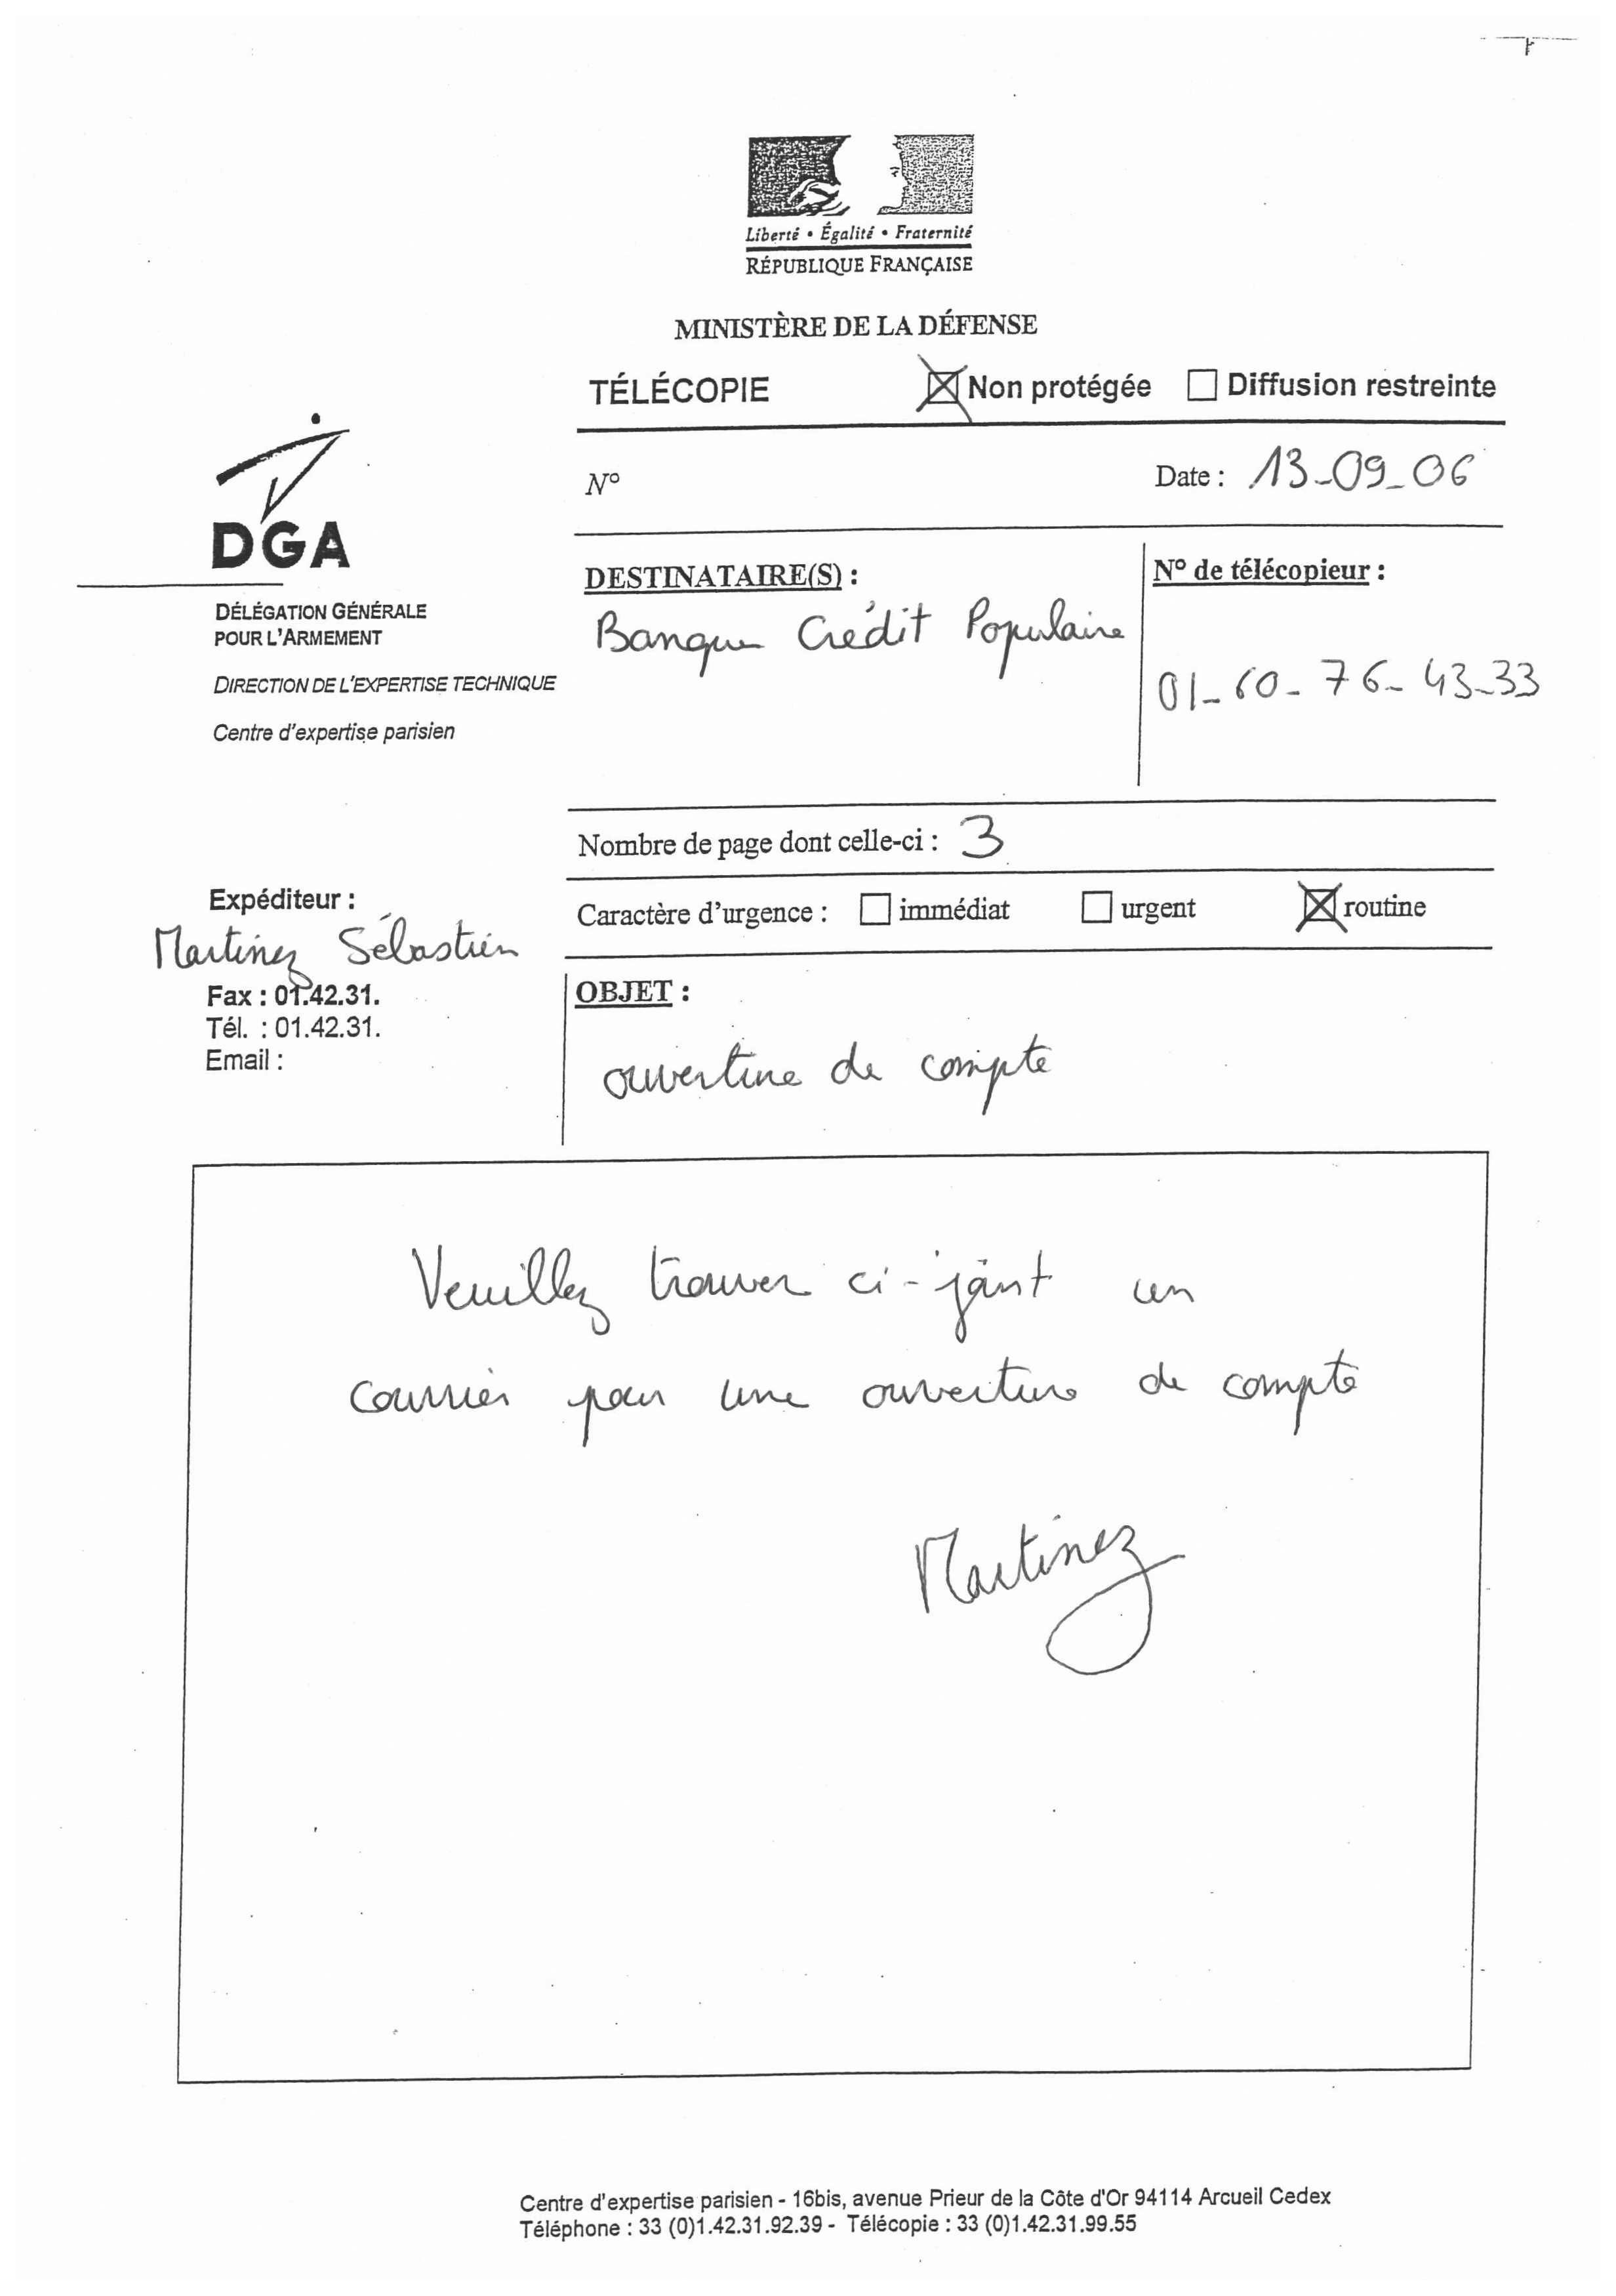 Liberté • Égalité • Fraternité
RÉPUBLIQUE FRANÇAISE
MINISTÈRE DE LA DÉFENSE
TÉLÉCOPIE Non protégée Diffusion restreinte
N° Date : 13-09-06
DGA
DÉLÉGATION GÉNÉRALE
POUR L'ARMEMENT
DIRECTION DE L'EXPERTISE TECHNIQUE
Centre d'expertise parisien
DESTINATAIRE(S) :
Banque Crédit Populaire
N° de télécopieur :
01-60-76-43-33
Nombre de page dont celle-ci : 3
Caractère d'urgence : immédiat urgent routine
Expéditeur :
Martinez Sébastien
Fax : 01.42.31.
Tél. : 01.42.31.
Email :
OBJET :
ouverture de compte
Veuillez trouver ci-joint un
courrier pour une ouverture de compte
Martinez
Centre d'expertise parisien - 16bis, avenue Prieur de la Côte d'Or 94114 Arcueil Cedex
Téléphone : 33 (0)1.42.31.92.39 - Télécopie : 33 (0)1.42.31.99.55